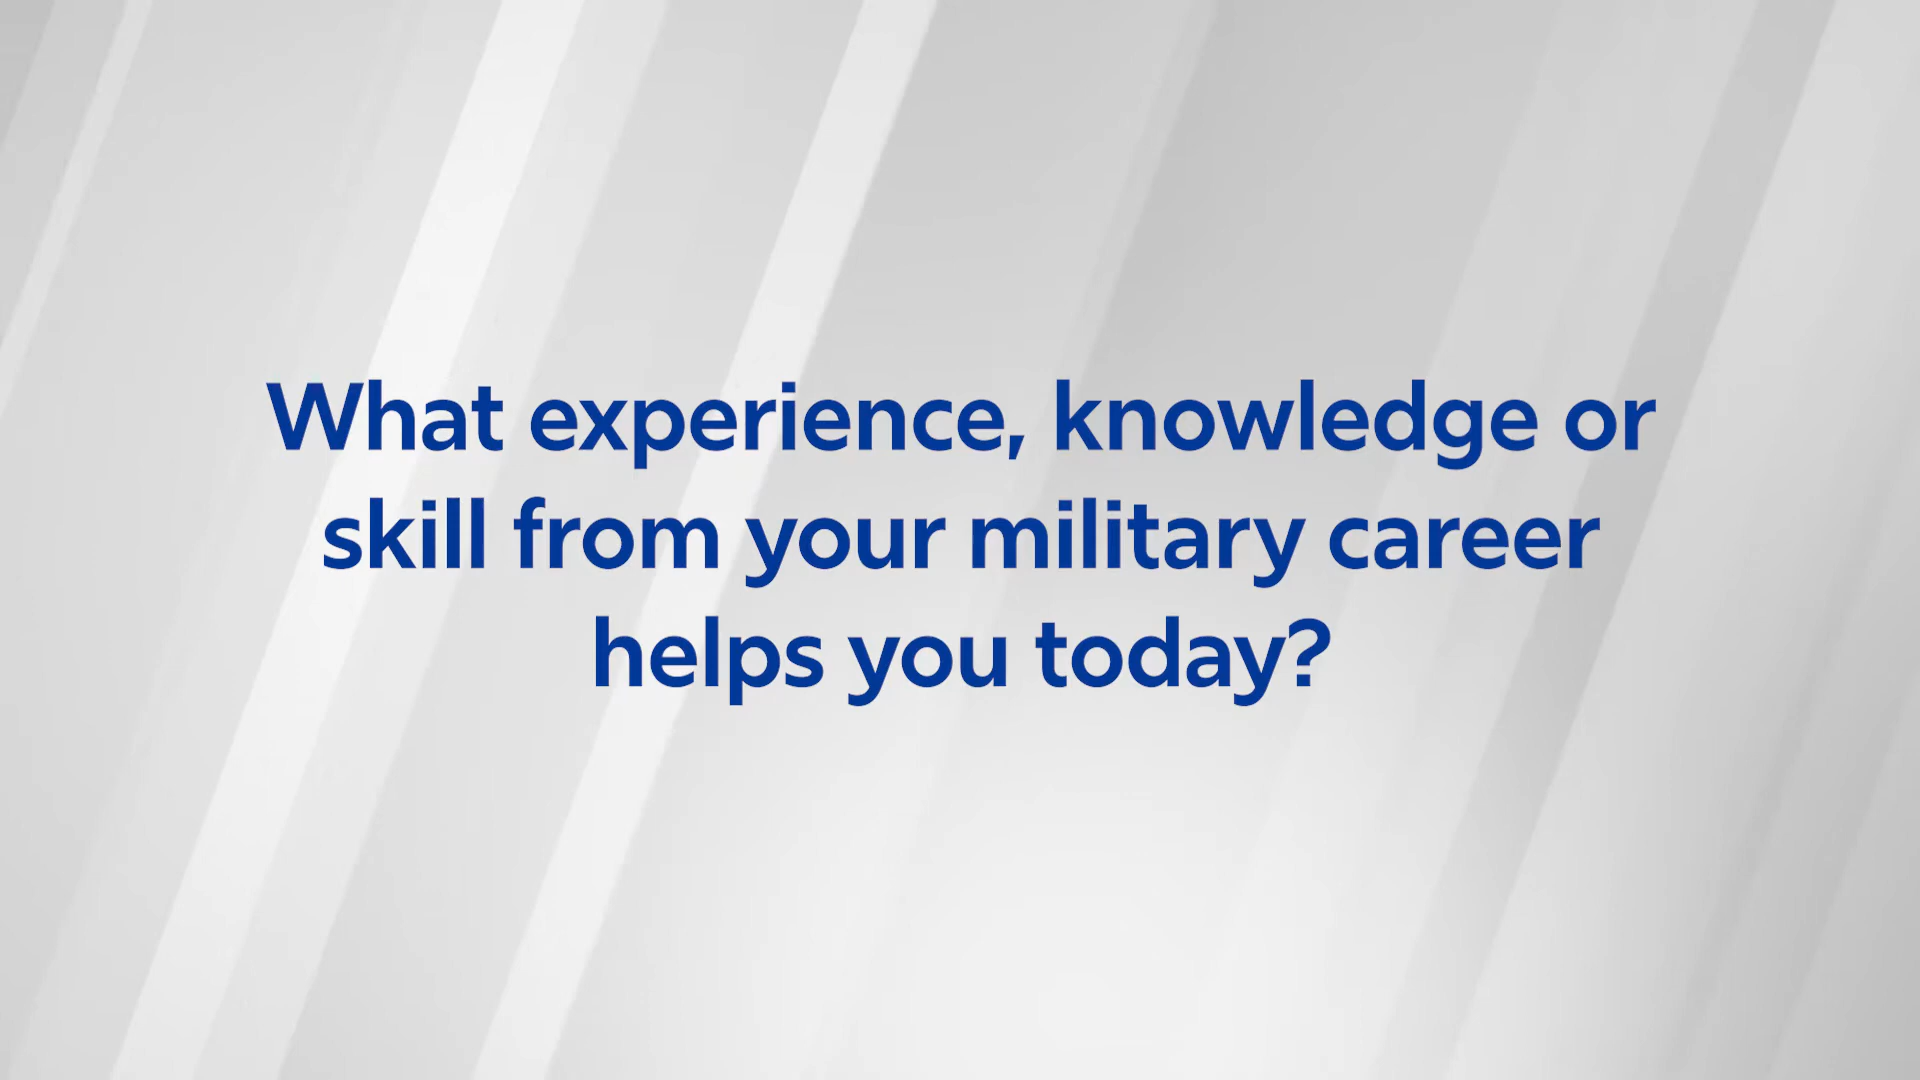 What experience, knowledge or
skill from your military career
helps you today?